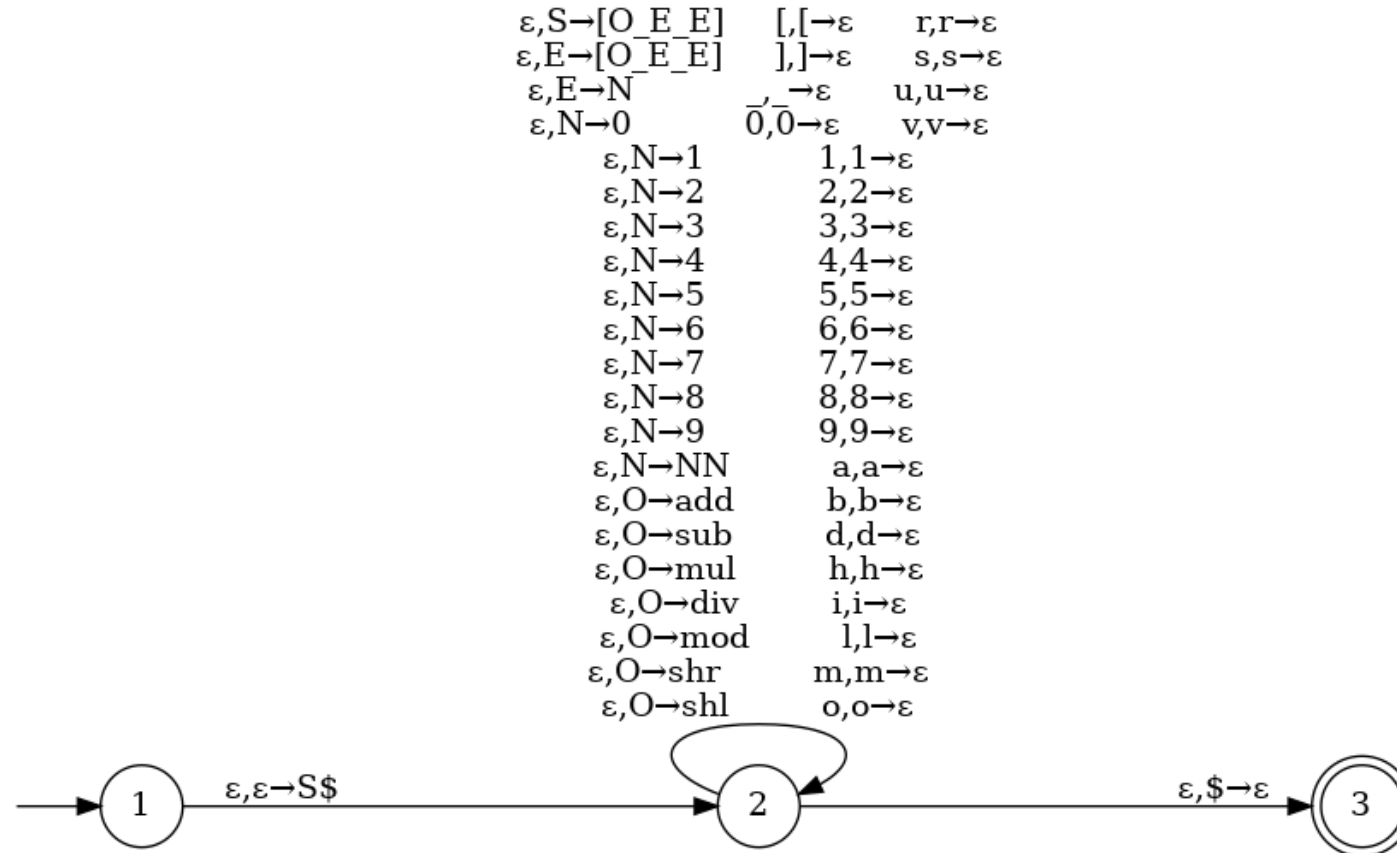 ε,S→[O_E_E] [,[→ε r,r→ε
ε,E→[O_E_E] ],]→ε s,s→ε
ε,E→N _,_→ε u,u→ε
ε,N→0 0,0→ε v,v→ε
ε,N→1 1,1→ε
ε,N→2 2,2→ε
ε,N→3 3,3→ε
ε,N→4 4,4→ε
ε,N→5 5,5→ε
ε,N→6 6,6→ε
ε,N→7 7,7→ε
ε,N→8 8,8→ε
ε,N→9 9,9→ε
ε,N→NN a,a→ε
ε,O→add b,b→ε
ε,O→sub d,d→ε
ε,O→mul h,h→ε
ε,O→div i,i→ε
ε,O→mod l,l→ε
ε,O→shr m,m→ε
ε,O→shl o,o→ε
1 ε,ε→S$ 2 ε,$→ε 3